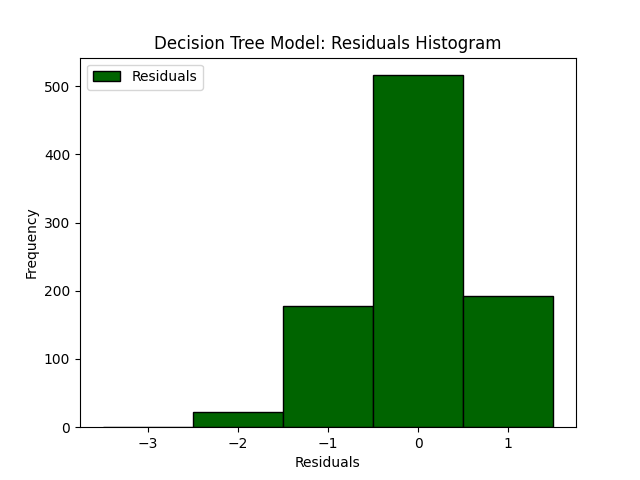 Decision Tree Model: Residuals Histogram
Residuals
500
400
300
200
100
0
Frequency
−3
−2
−1
0
1
Residuals